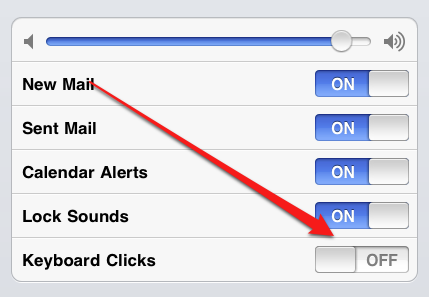 New Mail ON
Sent Mail ON
Calendar Alerts ON
Lock Sounds ON
Keyboard Clicks OFF